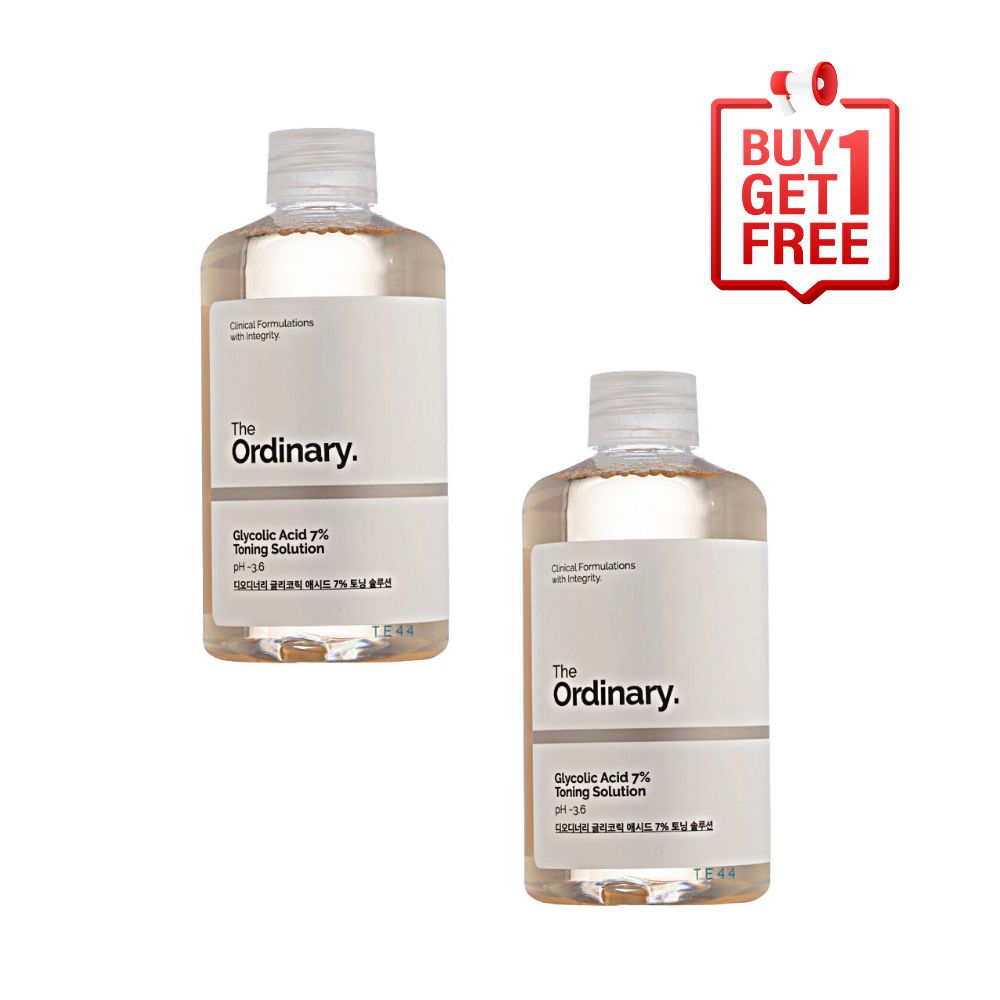 Clinical Formulations
with Integrity.
The
Ordinary.
Glycolic Acid 7%
Toning Solution
pH ~3.6
디오디너리 글리코릭 애시드 7% 토닝 솔루션
TE44
BUY 1
GET
FREE
Clinical Formulations
with Integrity.
The
Ordinary.
Glycolic Acid 7%
Toning Solution
pH ~3.6
디오디너리 글리코릭 애시드 7% 토닝 솔루션
TE44